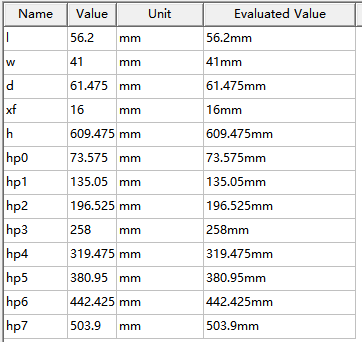 Name Value Unit Evaluated Value
l 56.2 mm 56.2mm
w 41 mm 41mm
d 61.475 mm 61.475mm
xf 16 mm 16mm
h 609.475 mm 609.475mm
hp0 73.575 mm 73.575mm
hp1 135.05 mm 135.05mm
hp2 196.525 mm 196.525mm
hp3 258 mm 258mm
hp4 319.475 mm 319.475mm
hp5 380.95 mm 380.95mm
hp6 442.425 mm 442.425mm
hp7 503.9 mm 503.9mm